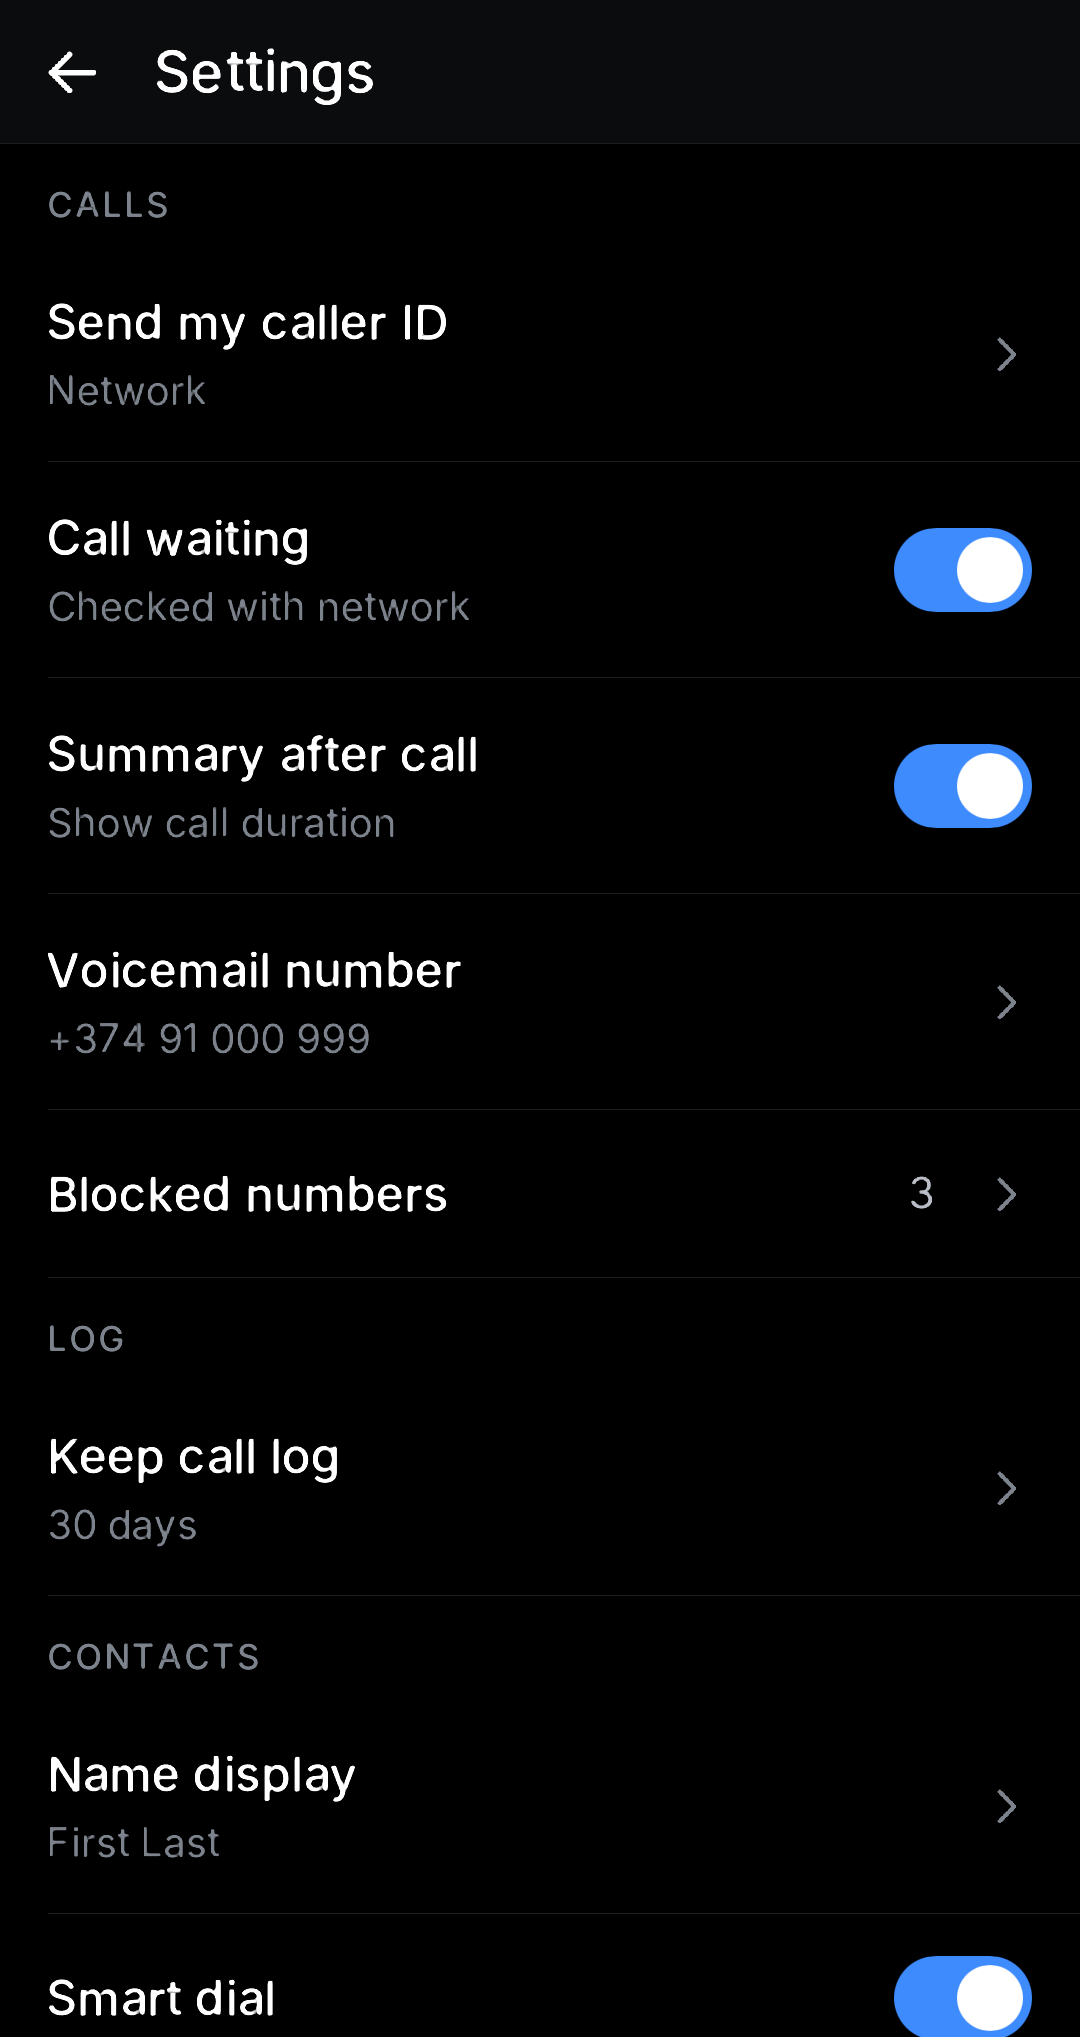 Settings
CALLS
Send my caller ID
Network
Call waiting
Checked with network
Summary after call
Show call duration
Voicemail number
+374 91 000 999
Blocked numbers 3
LOG
Keep call log
30 days
CONTACTS
Name display
First Last
Smart dial